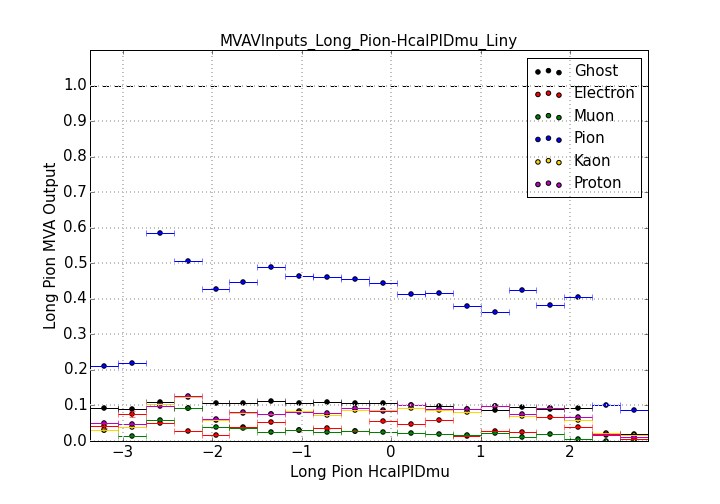 MVAVInputs_Long_Pion-HcalPIDmu_Liny
Ghost
Electron
Muon
Pion
Kaon
Proton
1.0
0.9
0.8
0.7
0.6
0.5
0.4
0.3
0.2
0.1
0.0
Long Pion MVA Output
−3
−2
−1
0
1
2
Long Pion HcalPIDmu